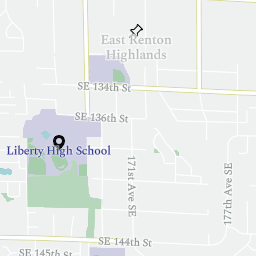 East Renton
Highlands
SE 134th St
SE 136th St
Liberty High School
171st Ave SE
177th Ave SE
SE 144th St
SE 145th St